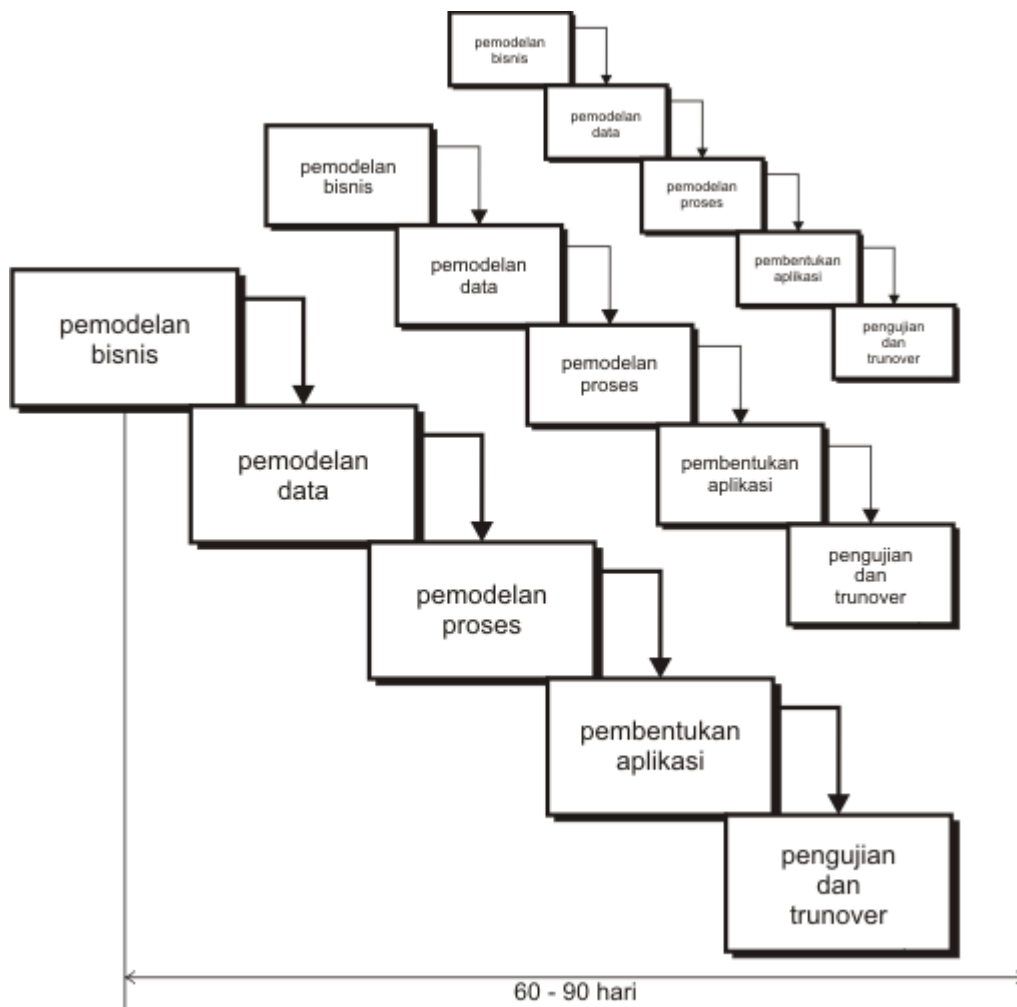 pemodelan
bisnis
pemodelan
data
pemodelan
proses
pembentukan
aplikasi
pengujian
dan
trunover
pemodelan
bisnis
pemodelan
data
pemodelan
proses
pembentukan
aplikasi
pengujian
dan
trunover
pemodelan
bisnis
pemodelan
data
pemodelan
proses
pembentukan
aplikasi
pengujian
dan
trunover
60 - 90 hari